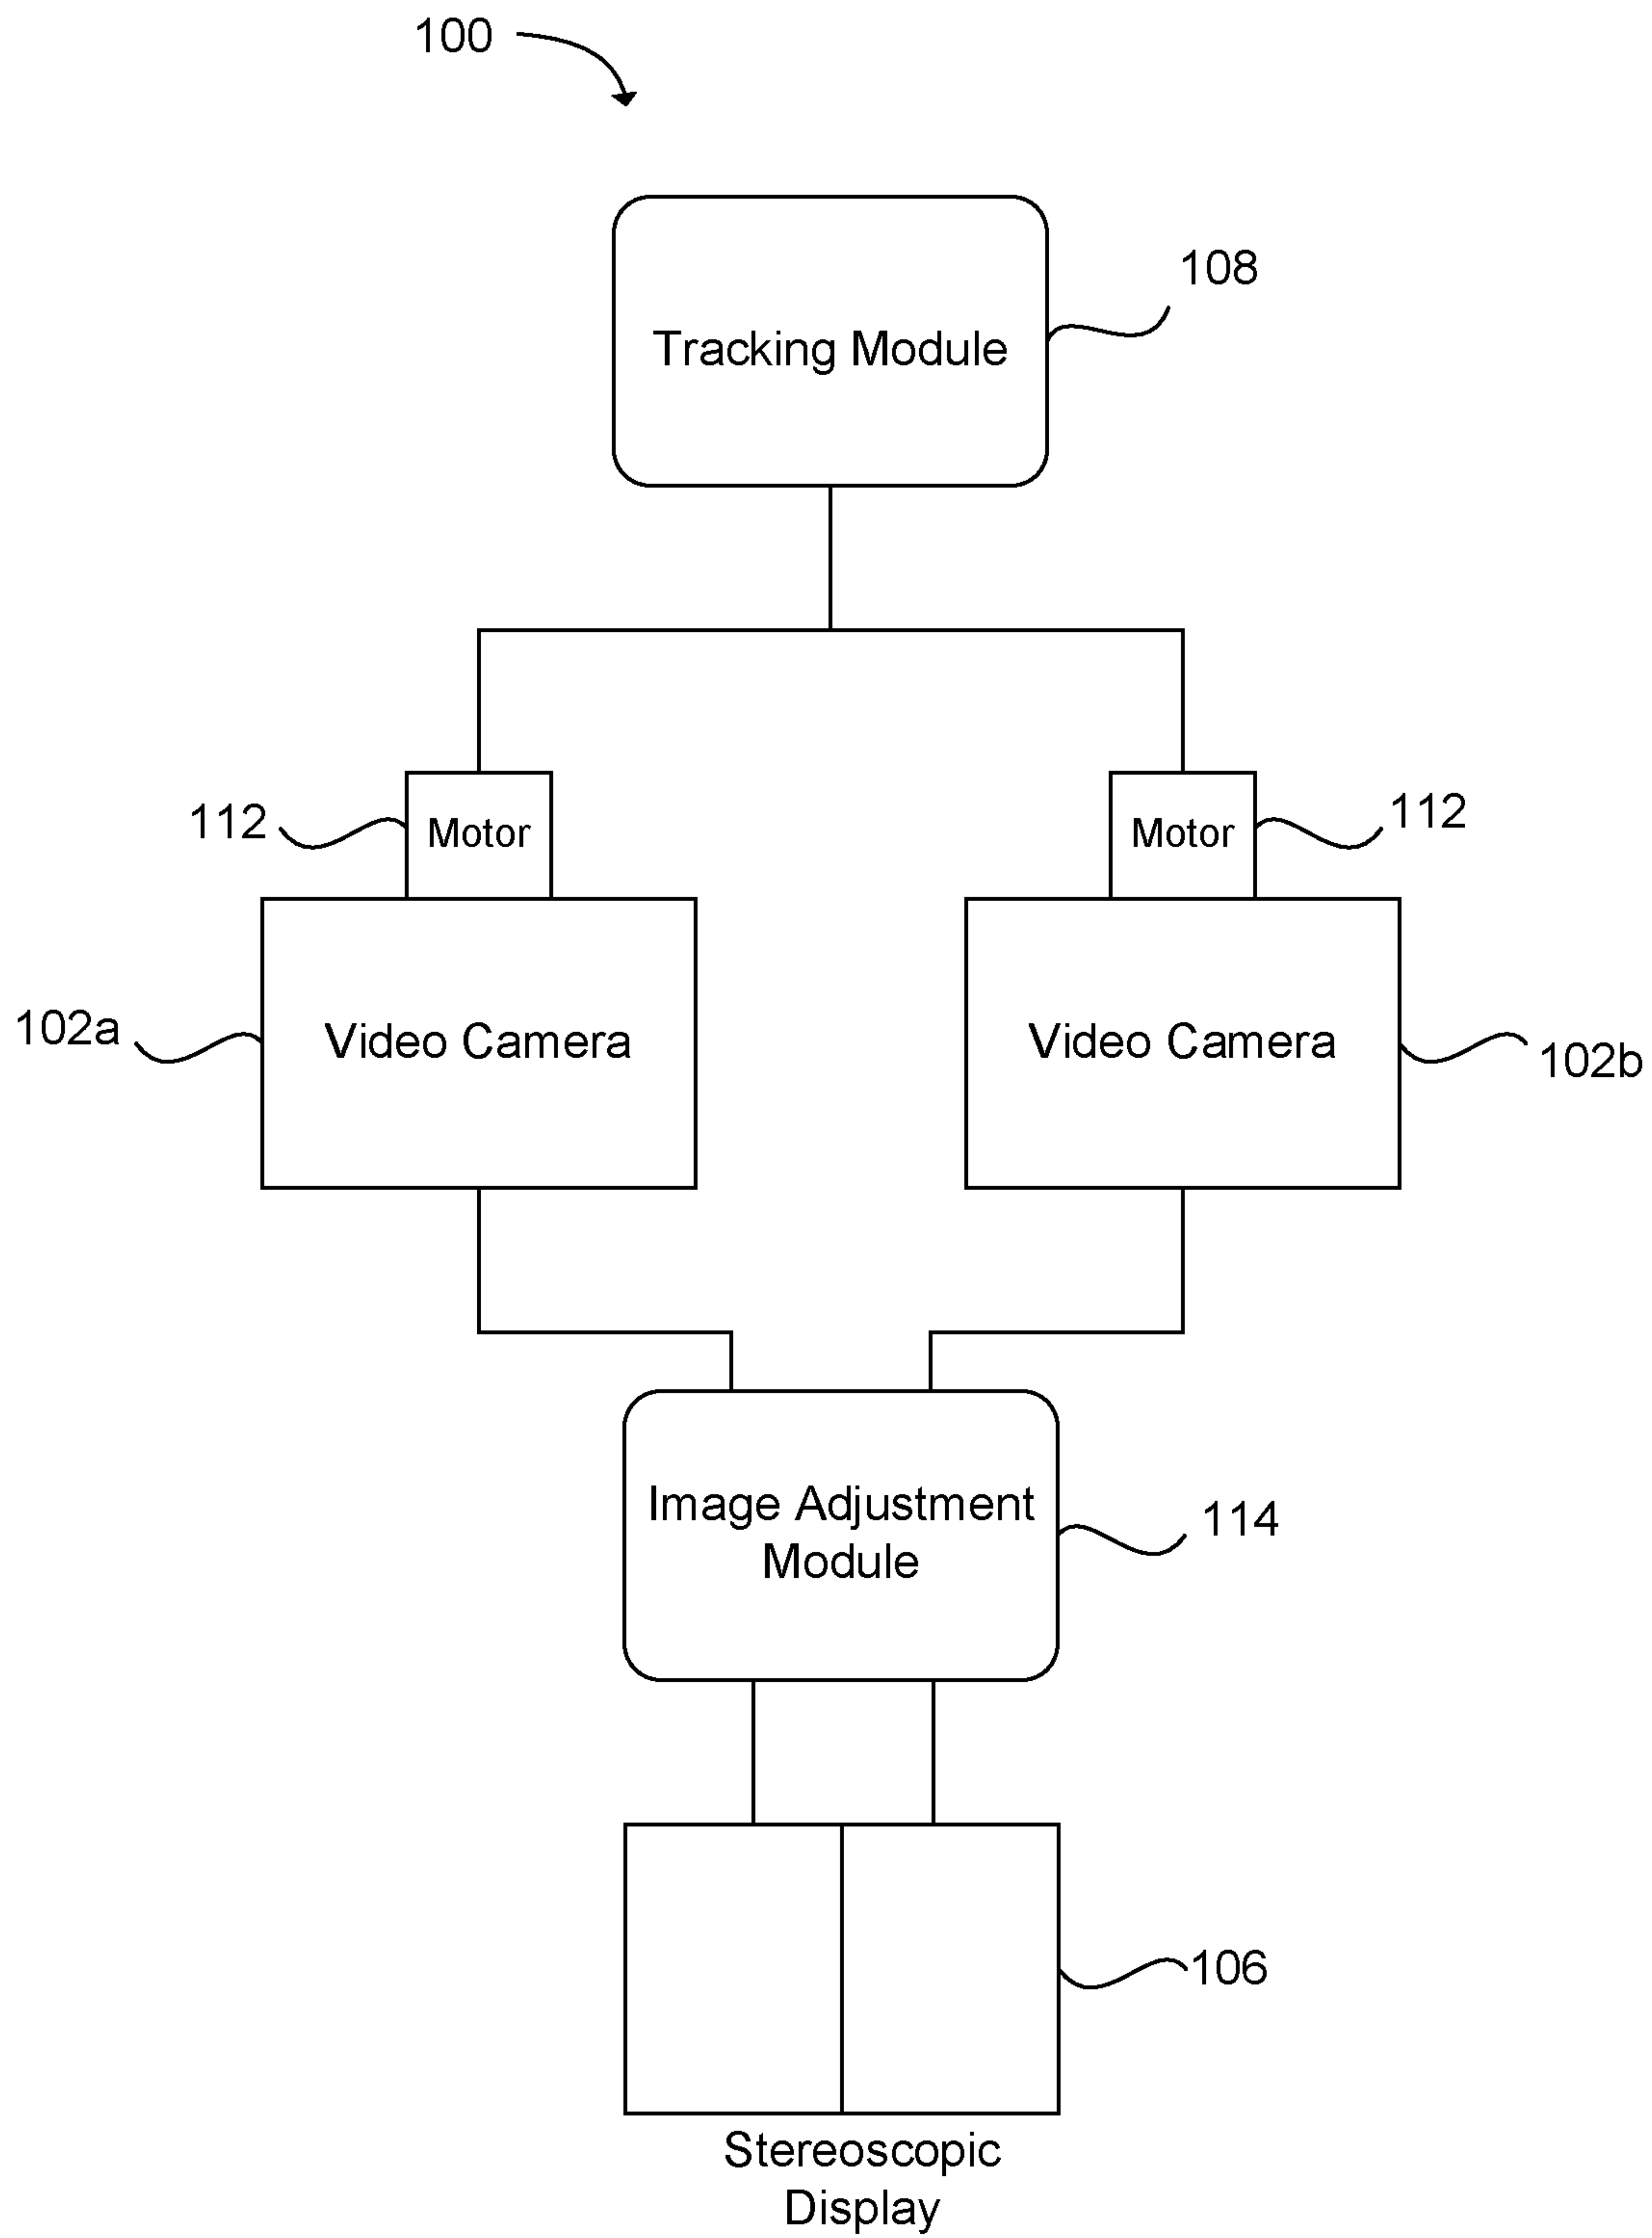 100
108
Tracking Module
112
Motor
Motor
112
102a
Video Camera
Video Camera
102b
Image Adjustment
Module
114
106
Stereoscopic
Display